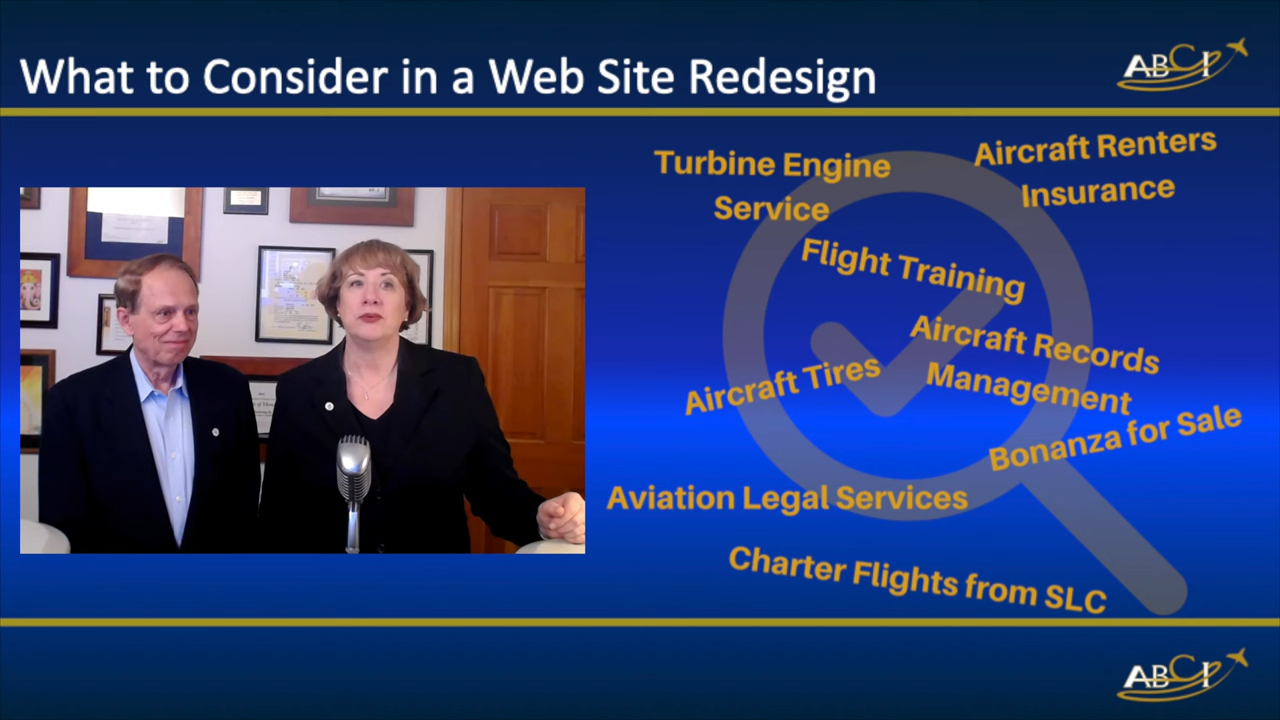 What to Consider in a Web Site Redesign
ABCI
Turbine Engine
Service
Aircraft Renters
Insurance
Flight Training
Aircraft Records
Management
Aircraft Tires
Bonanza for Sale
Aviation Legal Services
Charter Flights from SLC
ABCI